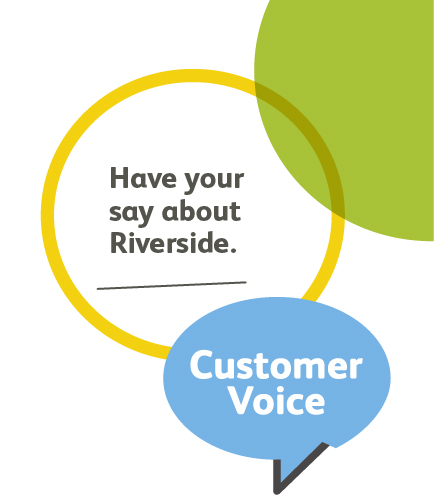 Have your
say about
Riverside.
Customer
Voice